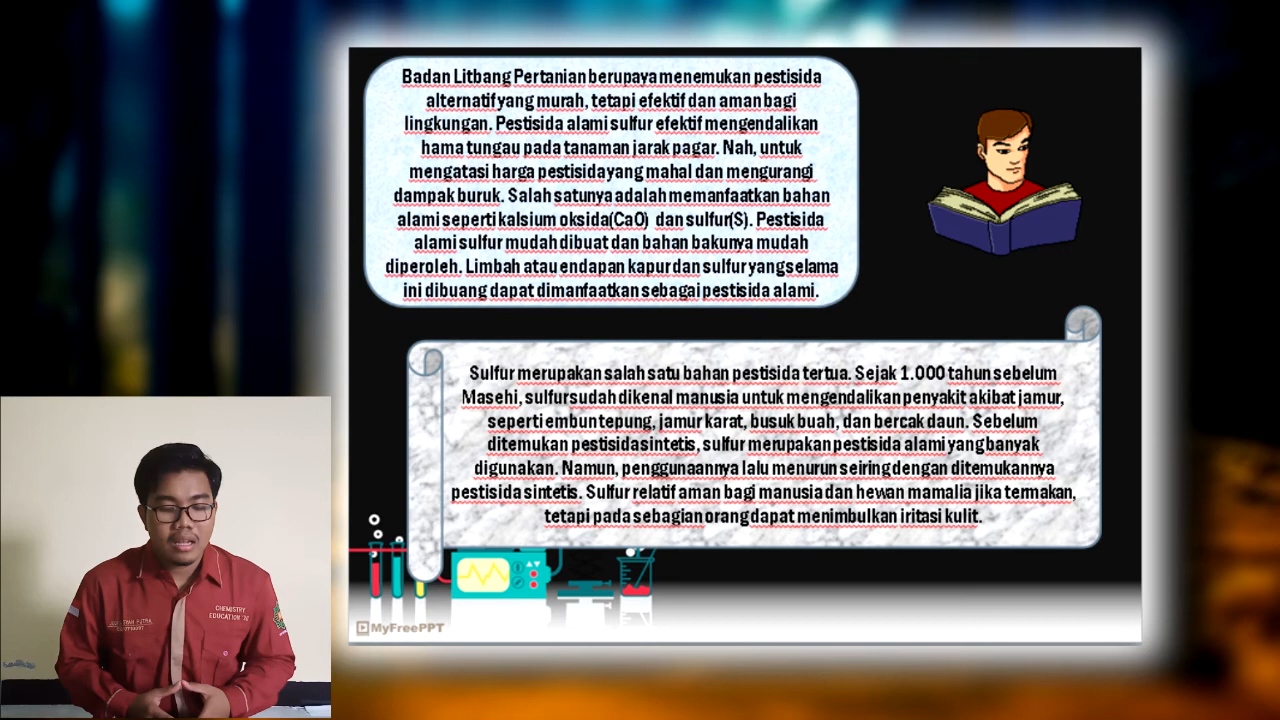 Badan Litbang Pertanian berupaya menemukan pestisida
alternatif yang murah, tetapi efektif dan aman bagi
lingkungan. Pestisida alami sulfur efektif mengendalikan
hama tungau pada tanaman jarak pagar. Nah, untuk
mengatasi harga pestisida yang mahal dan mengurangi
dampak buruk. Salah satunya adalah memanfaatkan bahan
alami seperti kalsium oksida(CaO) dan sulfur(S). Pestisida
alami sulfur mudah dibuat dan bahan bakunya mudah
diperoleh. Limbah atau endapan kapur dan sulfur yang selama
ini dibuang dapat dimanfaatkan sebagai pestisida alami.
Sulfur merupakan salah satu bahan pestisida tertua. Sejak 1.000 tahun sebelum
Masehi, sulfur sudah dikenal manusia untuk mengendalikan penyakit akibat jamur,
seperti embun tepung, jamur karat, busuk buah, dan bercak daun. Sebelum
ditemukan pestisida sintetis, sulfur merupakan pestisida alami yang banyak
digunakan. Namun, penggunaannya lalu menurun seiring dengan ditemukannya
pestisida sintetis. Sulfur relatif aman bagi manusia dan hewan mamalia jika termakan,
tetapi pada sebagian orang dapat menimbulkan iritasi kulit.
MyFreePPT
CHEMISTRY
EDUCATION
PUTRA